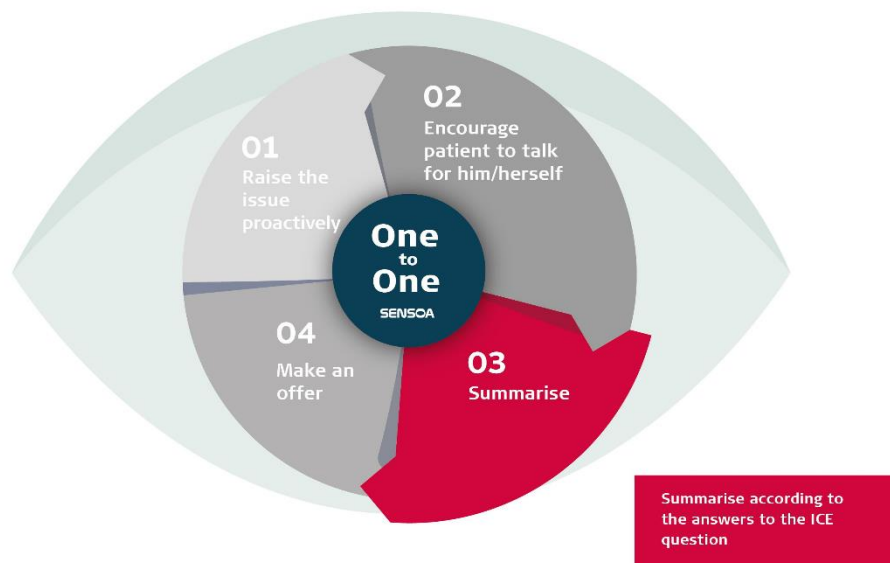 01
Raise the
issue
proactively
02
Encourage
patient to talk
for him/herself
One
to
One
SENSOA
03
Summarise
04
Make an
offer
Summarise according to
the answers to the ICE
question